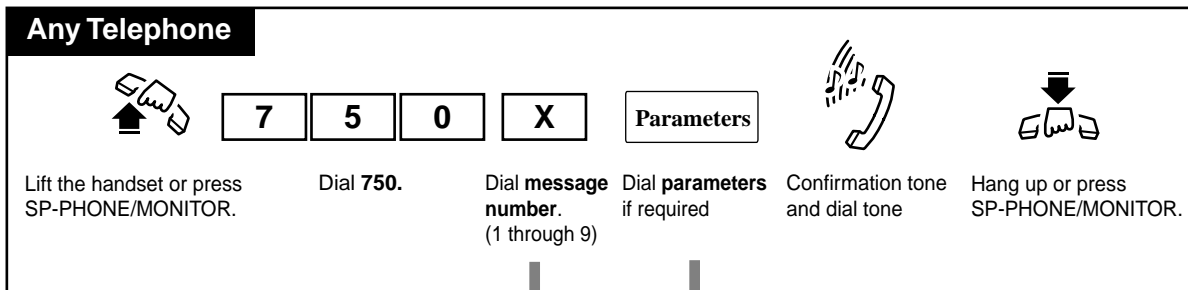 Any Telephone
7 5 0 X Parameters
Lift the handset or press
SP-PHONE/MONITOR.
Dial 750.
Dial message
number.
(1 through 9)
Dial parameters
if required
Confirmation tone
and dial tone
Hang up or press
SP-PHONE/MONITOR.